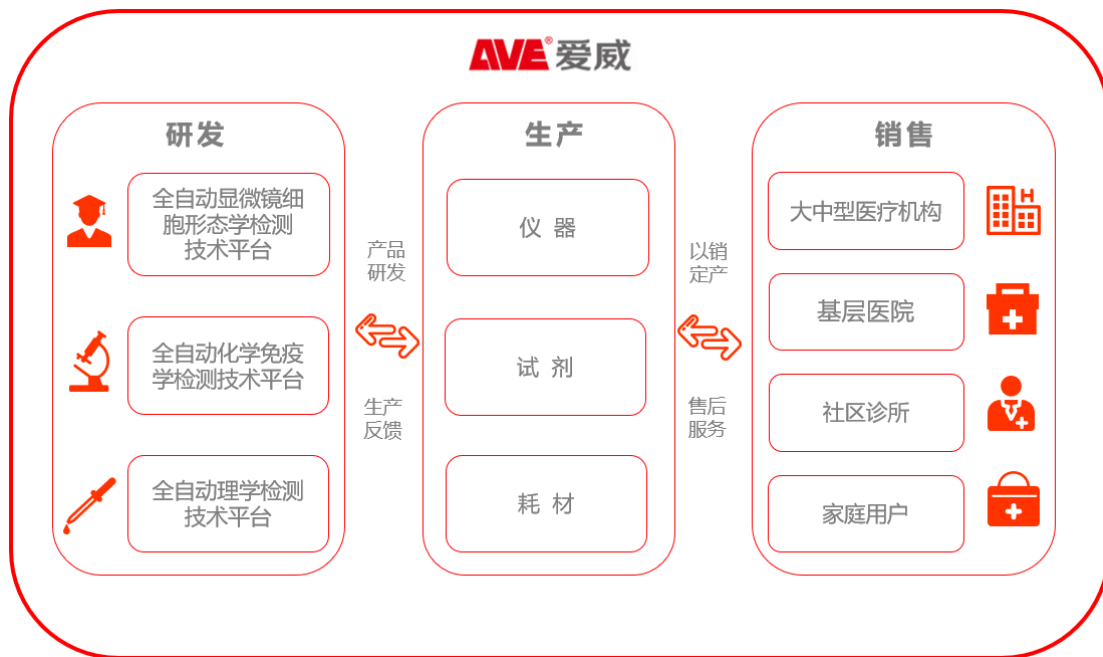 AVE®爱威
研发
全自动显微镜细
胞形态学检测
技术平台
全自动化学免疫
学检测技术平台
全自动理学检测
技术平台
产品
研发
生产
反馈
生产
仪 器
试 剂
耗 材
以销
定产
售后
服务
销售
大中型医疗机构
H
基层医院
社区诊所
家庭用户